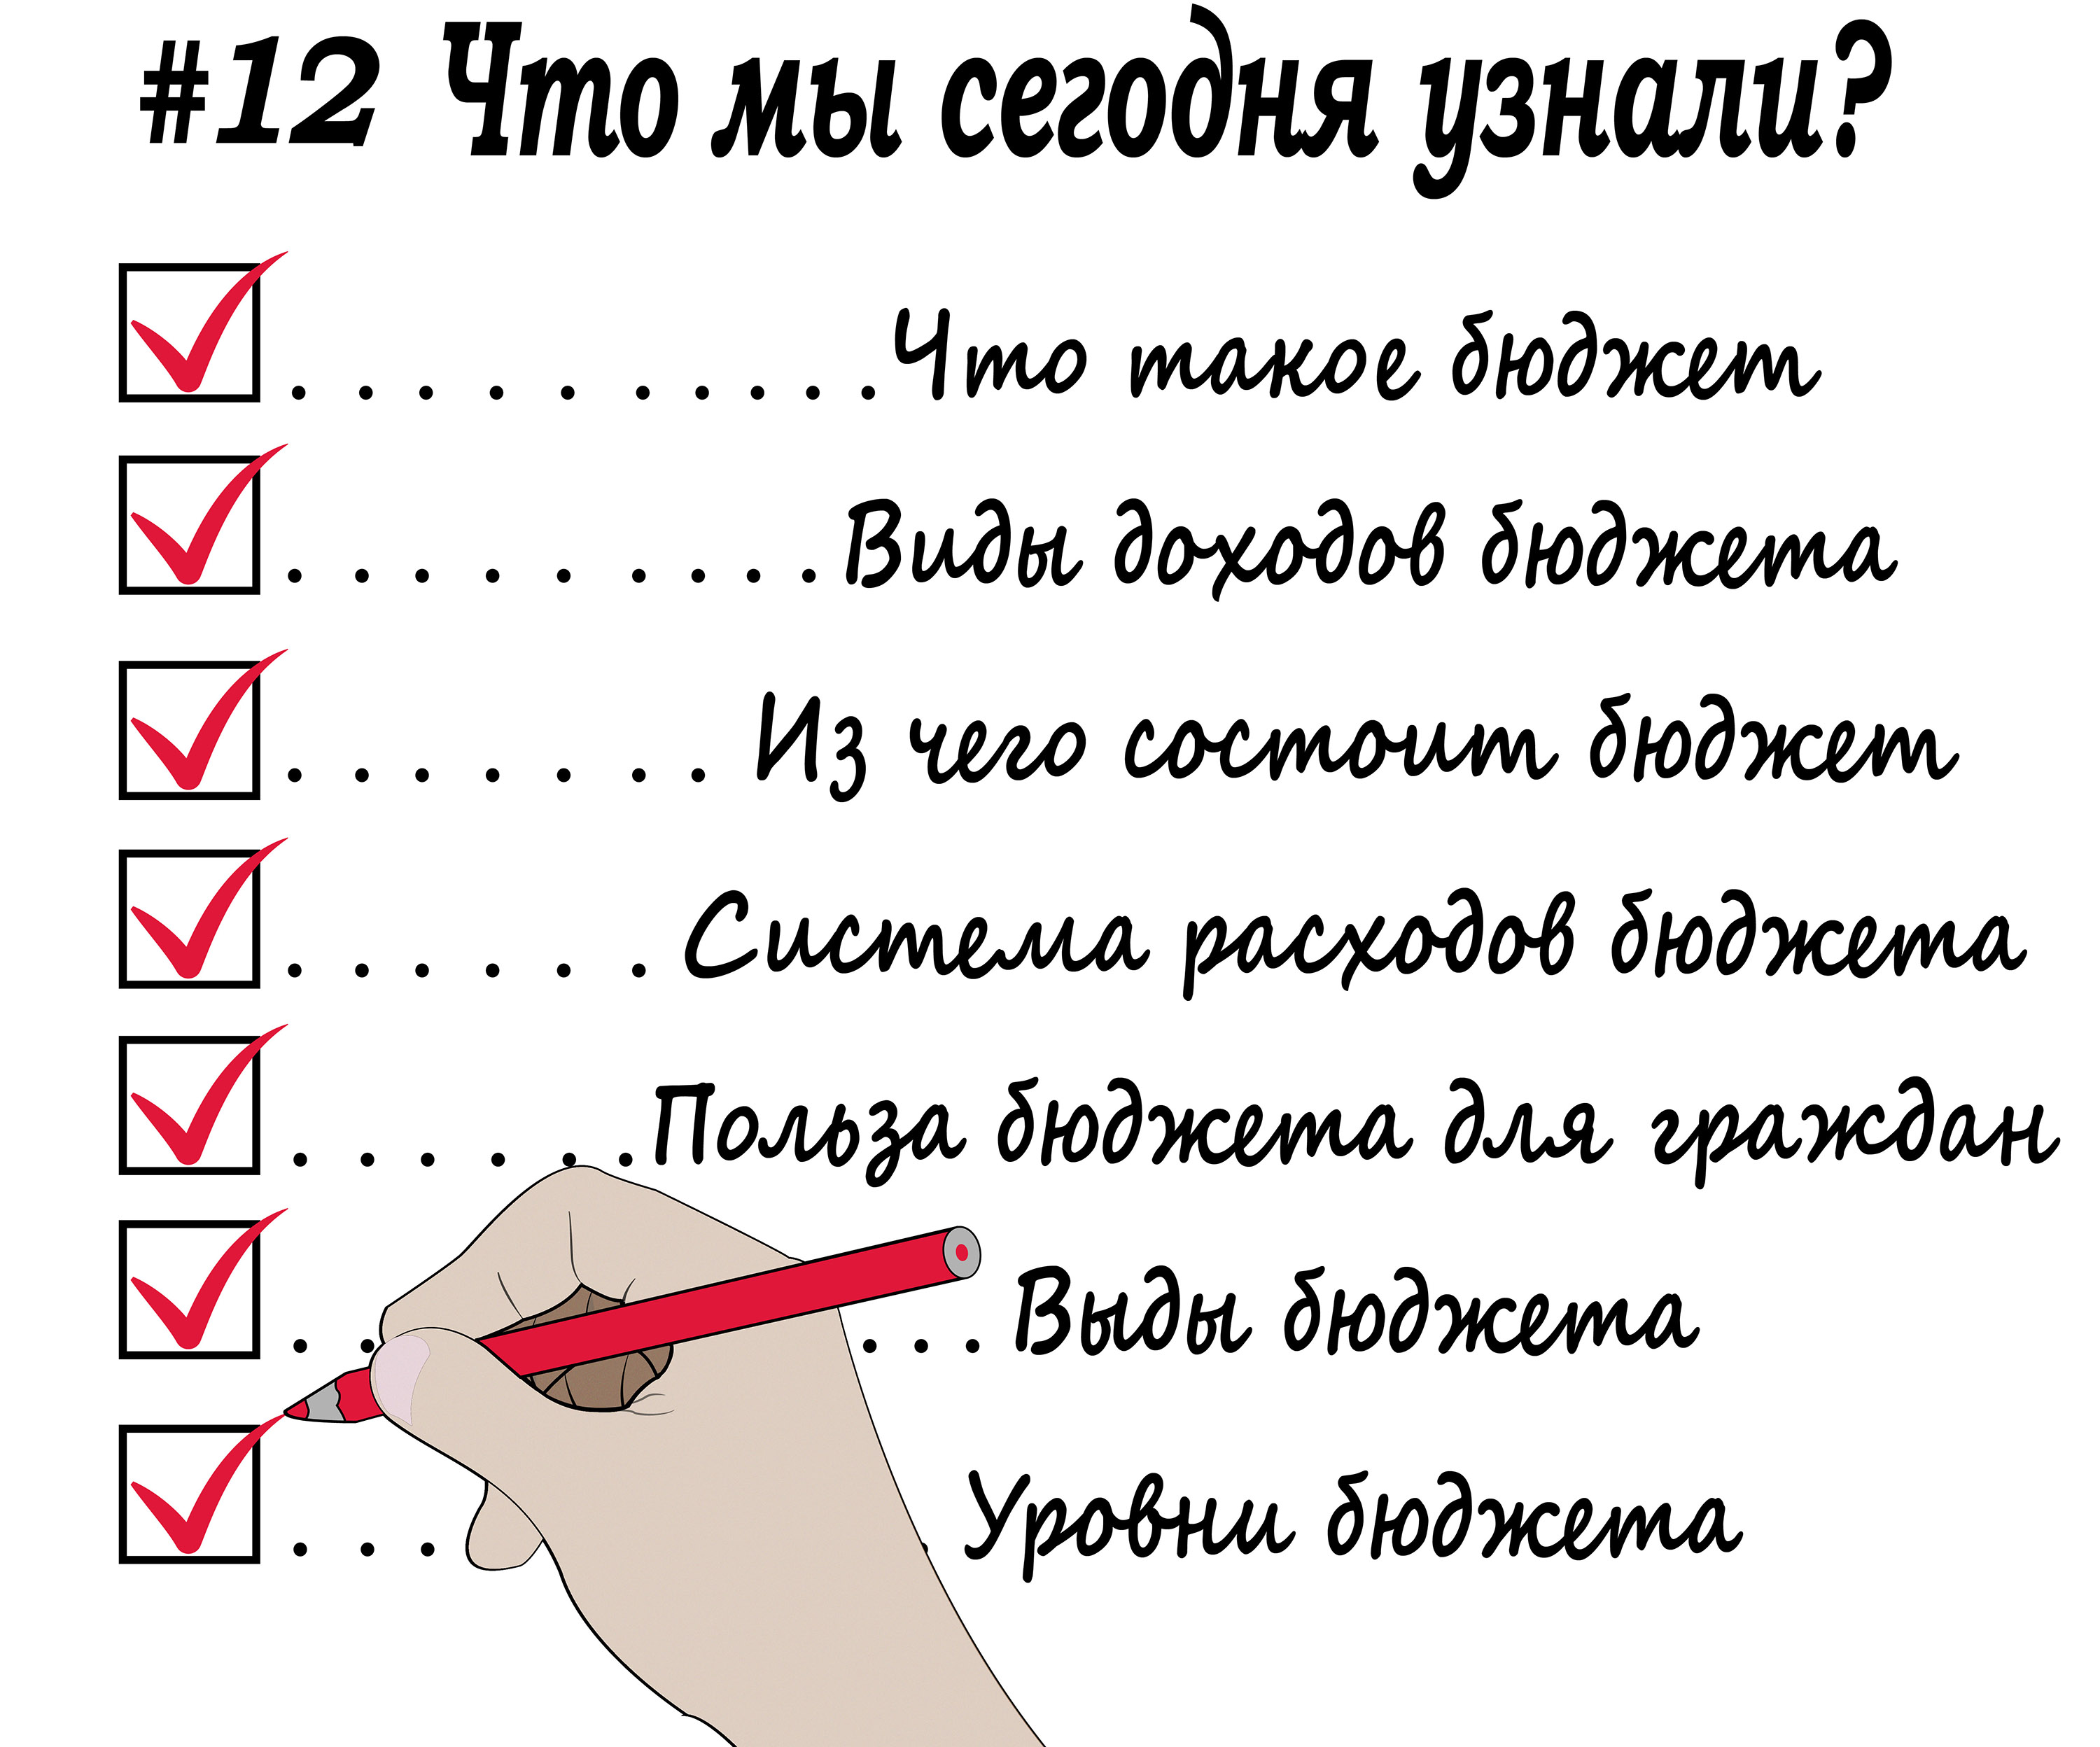 #12 Что мы сегодня узнали?
. . . . . . . . . . Что такое бюджет
. . . . . . . . . Виды доходов бюджета
. . . . . . . Из чего состоит бюджет
. . . . . . Система расходов бюджета
. . . . . . Польза бюджета для граждан
. . . . . Выды бюджета
. . . . Уровни бюджета